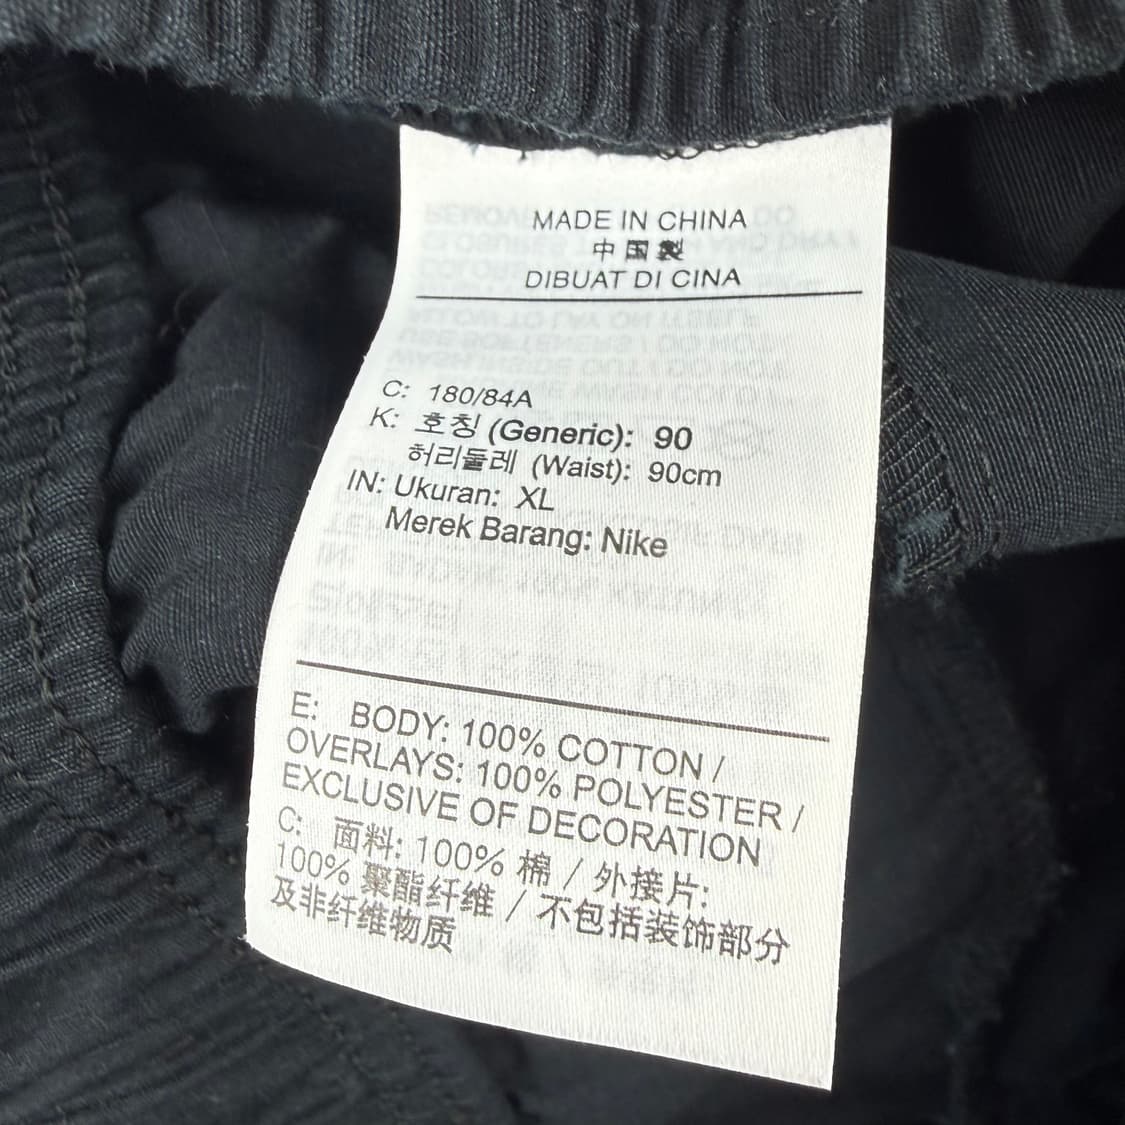 MADE IN CHINA
中国製
DIBUAT DI CINA
C: 180/84A
K: 호칭 (Generic): 90
허리둘레 (Waist): 90cm
IN: Ukuran: XL
Merek Barang: Nike
E: BODY: 100% COTTON /
OVERLAYS: 100% POLYESTER /
EXCLUSIVE OF DECORATION
C: 面料: 100% 棉 / 外接片:
100% 聚酯纤维 / 不包括装饰部分
及非纤维物质